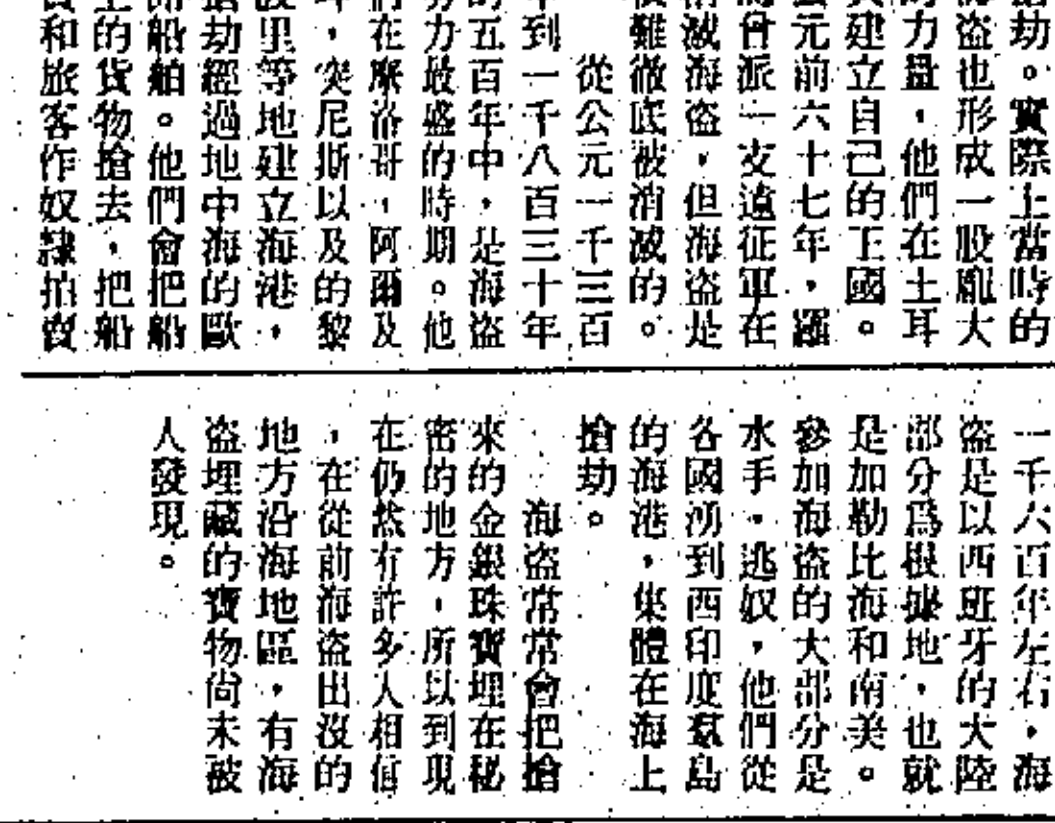 劫。實際上當時的
盜也形成一股龐大
的力量，他們在土耳
建立自己的王國。
元前六十七年，羅
曾派一支遠征軍在
消滅海盜，但海盜是
難徹底被消滅的。
從公元一千三百
到一千八百三十年
的五百年中，是海盜
力最盛的時期。他
們在摩洛哥，阿爾及
，突尼斯以及的黎
波里等地建立海港，
搶劫經過地中海的歐
船舶。他們會把船
的貨物搶去，把船
和旅客作奴隸拍賣
一千六百年左右，海
盜是以西班牙的大陸
部分爲根據地，也就
是加勒比海和南美。
參加海盜的大部分是
水手，逃奴，他們從
各國湧到西印度羣島
的海港，集體在海上
搶劫。
海盜常常會把搶
來的金銀珠寶埋在秘
密的地方，所以到現
在仍然有許多人相信
，在從前海盜出沒的
地方沿海地區，有海
盜埋藏的寶物尚未被
人發現。